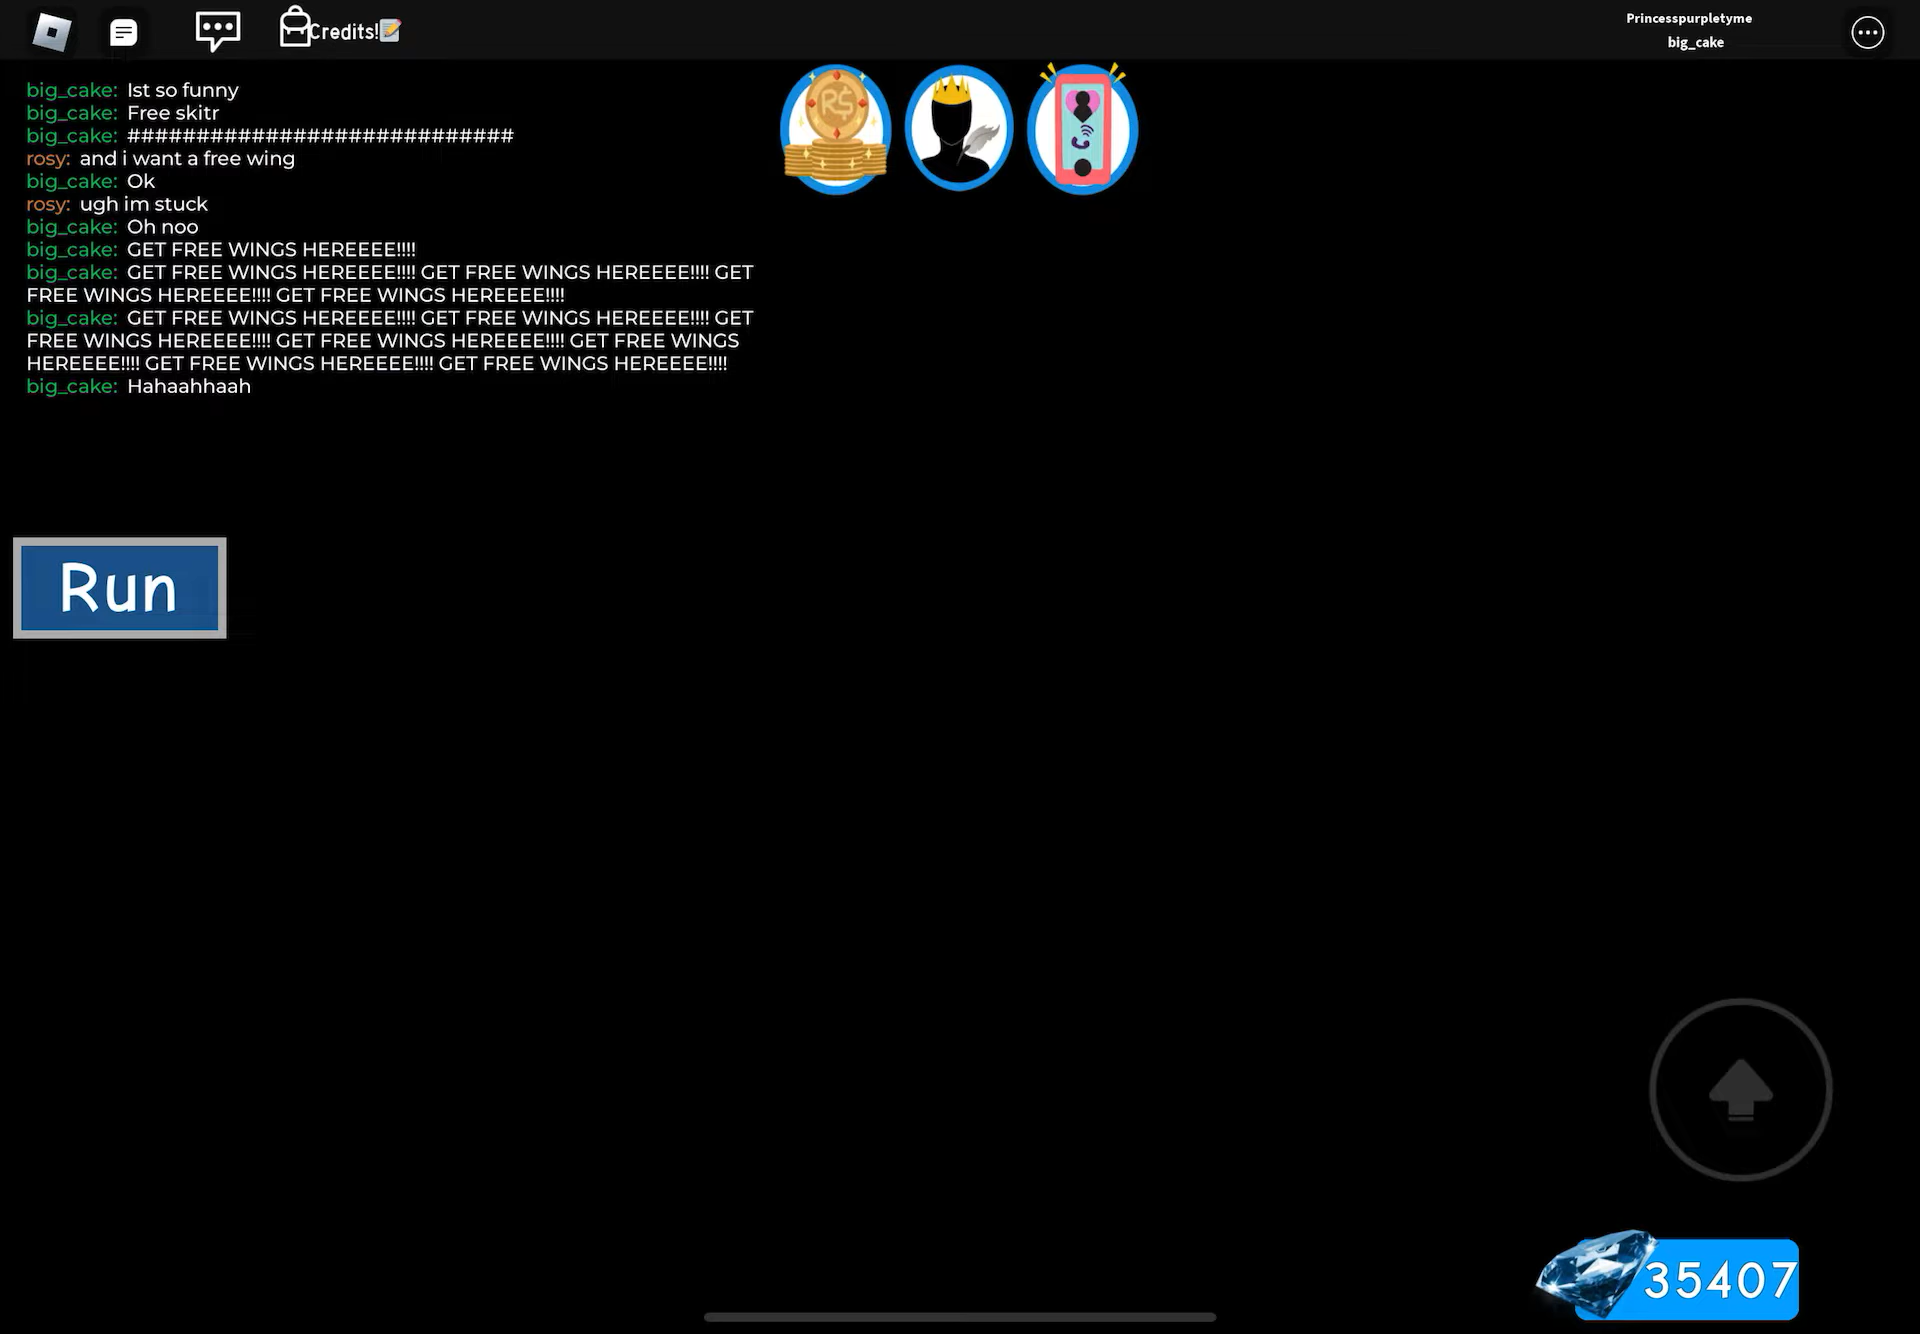 Credits!📝
Princesspurpletyme
big_cake
big_cake: Ist so funny
big_cake: Free skitr
big_cake: ############################
rosy: and i want a free wing
big_cake: Ok
rosy: ugh im stuck
big_cake: Oh noo
big_cake: GET FREE WINGS HEREEEE!!!!
big_cake: GET FREE WINGS HEREEEE!!!! GET FREE WINGS HEREEEE!!!! GET
FREE WINGS HEREEEE!!!! GET FREE WINGS HEREEEE!!!!
big_cake: GET FREE WINGS HEREEEE!!!! GET FREE WINGS HEREEEE!!!! GET
FREE WINGS HEREEEE!!!! GET FREE WINGS HEREEEE!!!! GET FREE WINGS
HEREEEE!!!! GET FREE WINGS HEREEEE!!!! GET FREE WINGS HEREEEE!!!!
big_cake: Hahaahhaah
R$
Run
35407